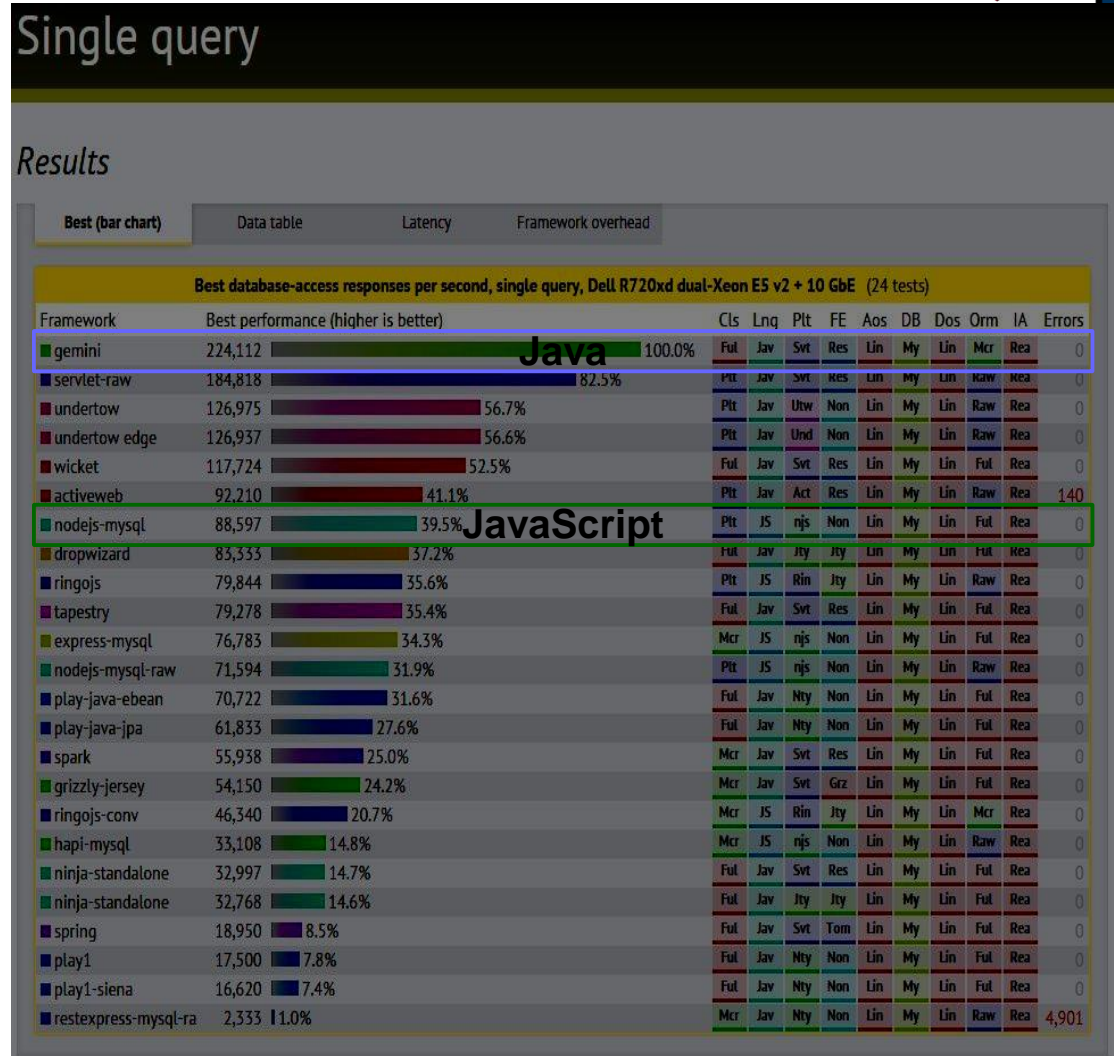 Single query
Results
Best (bar chart) Data table Latency Framework overhead
Best database-access responses per second, single query, Dell R720xd dual-Xeon E5 v2 + 10 GbE (24 tests)
Framework Best performance (higher is better) Cls Lng Plt FE Aos DB Dos Orm IA Errors
gemini 224,112 Java 100.0% Ful Jav Svt Res Lin My Lin Mcr Rea 0
servlet-raw 184,818 82.5% Plt Jav Svt Res Lin My Lin Raw Rea 0
undertow 126,975 56.7% Plt Jav Utw Non Lin My Lin Raw Rea 0
undertow edge 126,937 56.6% Plt Jav Und Non Lin My Lin Raw Rea 0
wicket 117,724 52.5% Ful Jav Svt Res Lin My Lin Ful Rea 0
activeweb 92,210 41.1% Plt Jav Act Res Lin My Lin Raw Rea 140
nodejs-mysql 88,597 39.5% JavaScript Plt JS njs Non Lin My Lin Ful Rea 0
dropwizard 83,333 37.2% Ful Jav Jty Jty Lin My Lin Ful Rea 0
ringojs 79,844 35.6% Plt JS Rin Jty Lin My Lin Raw Rea 0
tapestry 79,278 35.4% Ful Jav Svt Res Lin My Lin Ful Rea 0
express-mysql 76,783 34.3% Mcr JS njs Non Lin My Lin Ful Rea 0
nodejs-mysql-raw 71,594 31.9% Plt JS njs Non Lin My Lin Raw Rea 0
play-java-ebean 70,722 31.6% Ful Jav Nty Non Lin My Lin Ful Rea 0
play-java-jpa 61,833 27.6% Ful Jav Nty Non Lin My Lin Ful Rea 0
spark 55,938 25.0% Mcr Jav Svt Res Lin My Lin Ful Rea 0
grizzly-jersey 54,150 24.2% Mcr Jav Svt Grz Lin My Lin Ful Rea 0
ringojs-conv 46,340 20.7% Mcr JS Rin Jty Lin My Lin Mcr Rea 0
hapi-mysql 33,108 14.8% Mcr JS njs Non Lin My Lin Raw Rea 0
ninja-standalone 32,997 14.7% Ful Jav Svt Res Lin My Lin Ful Rea 0
ninja-standalone 32,768 14.6% Ful Jav Jty Jty Lin My Lin Ful Rea 0
spring 18,950 8.5% Ful Jav Svt Tom Lin My Lin Ful Rea 0
play1 17,500 7.8% Ful Jav Nty Non Lin My Lin Ful Rea 0
play1-siena 16,620 7.4% Ful Jav Nty Non Lin My Lin Ful Rea 0
restexpress-mysql-ra 2,333 1.0% Mcr Jav Nty Non Lin My Lin Raw Rea 4,901